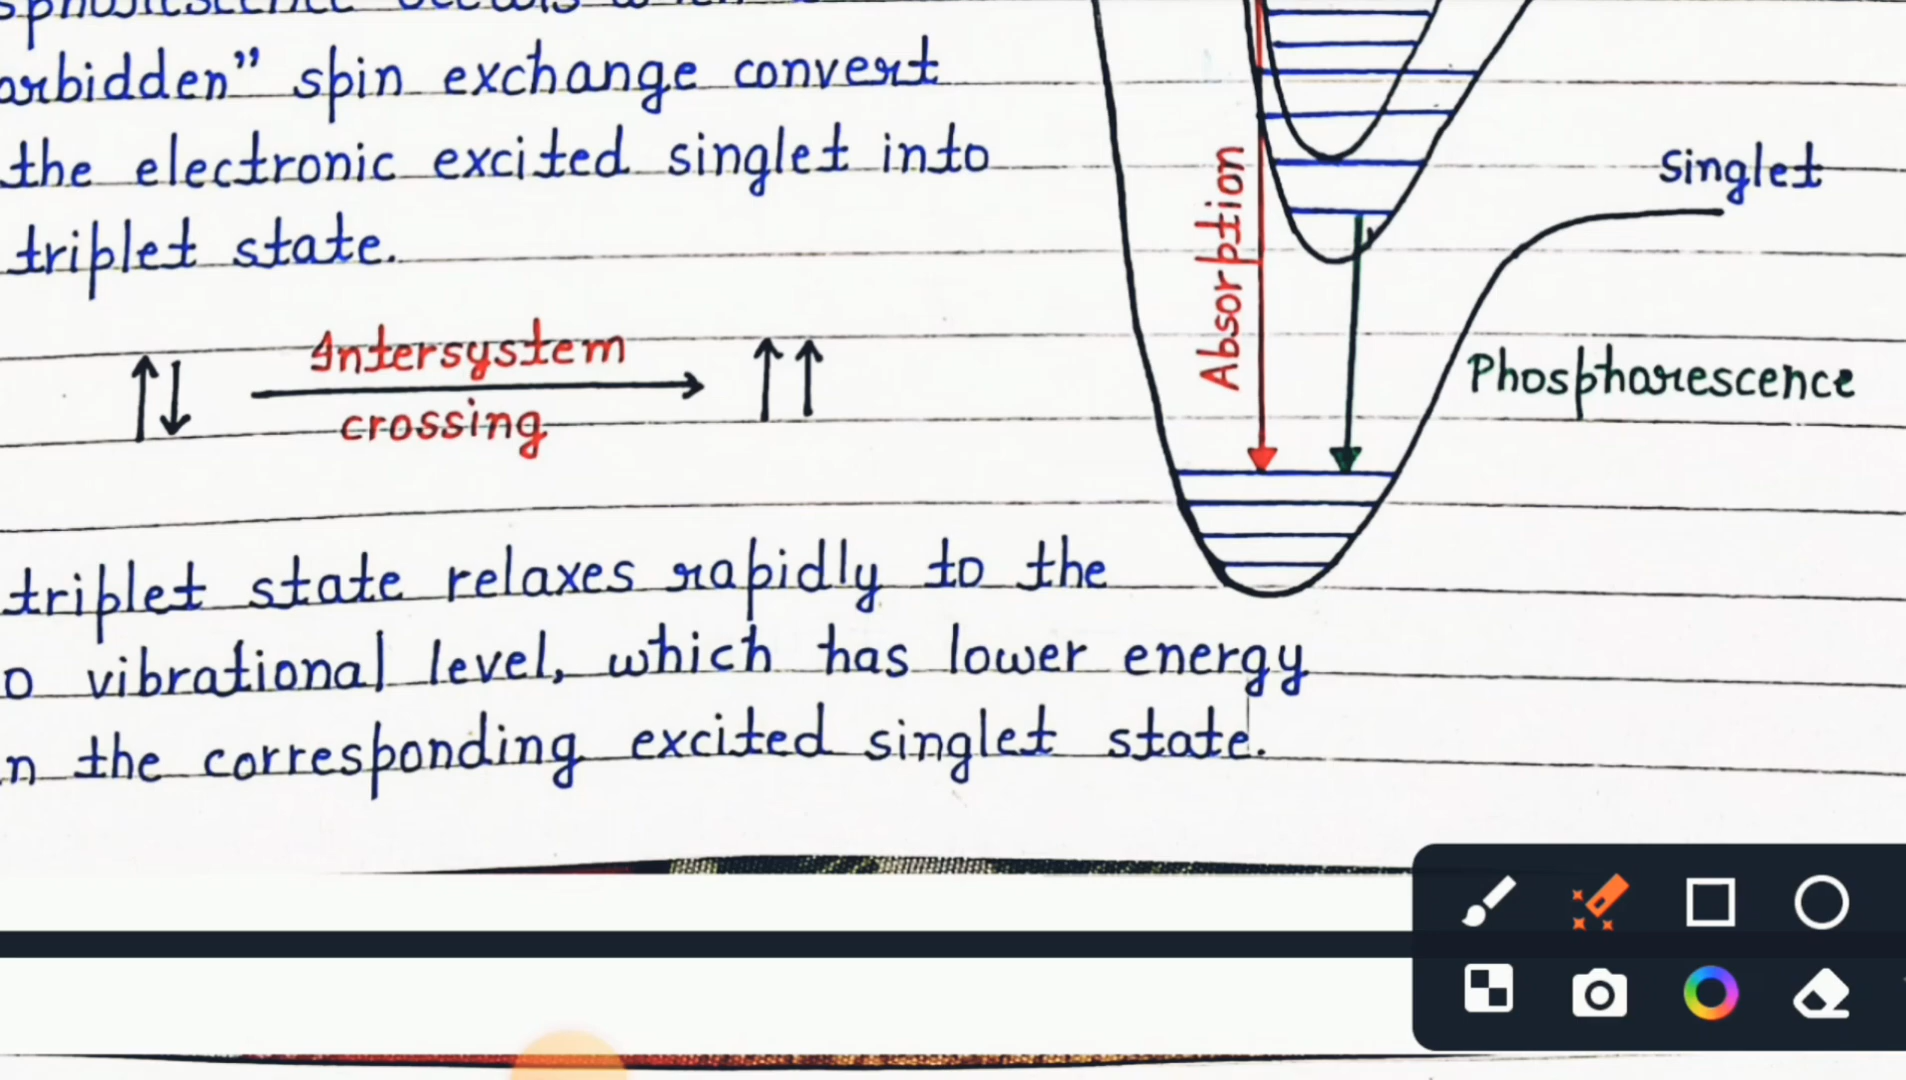 arbidden” spin exchange convert
the electronic excited singlet into
triplet state.
Intersystem
crossing
triplet state relaxes rapidly to the
o vibrational level, which has lower energy
n the corresponding excited singlet state.
Absorption
Singlet
Phosphorescence